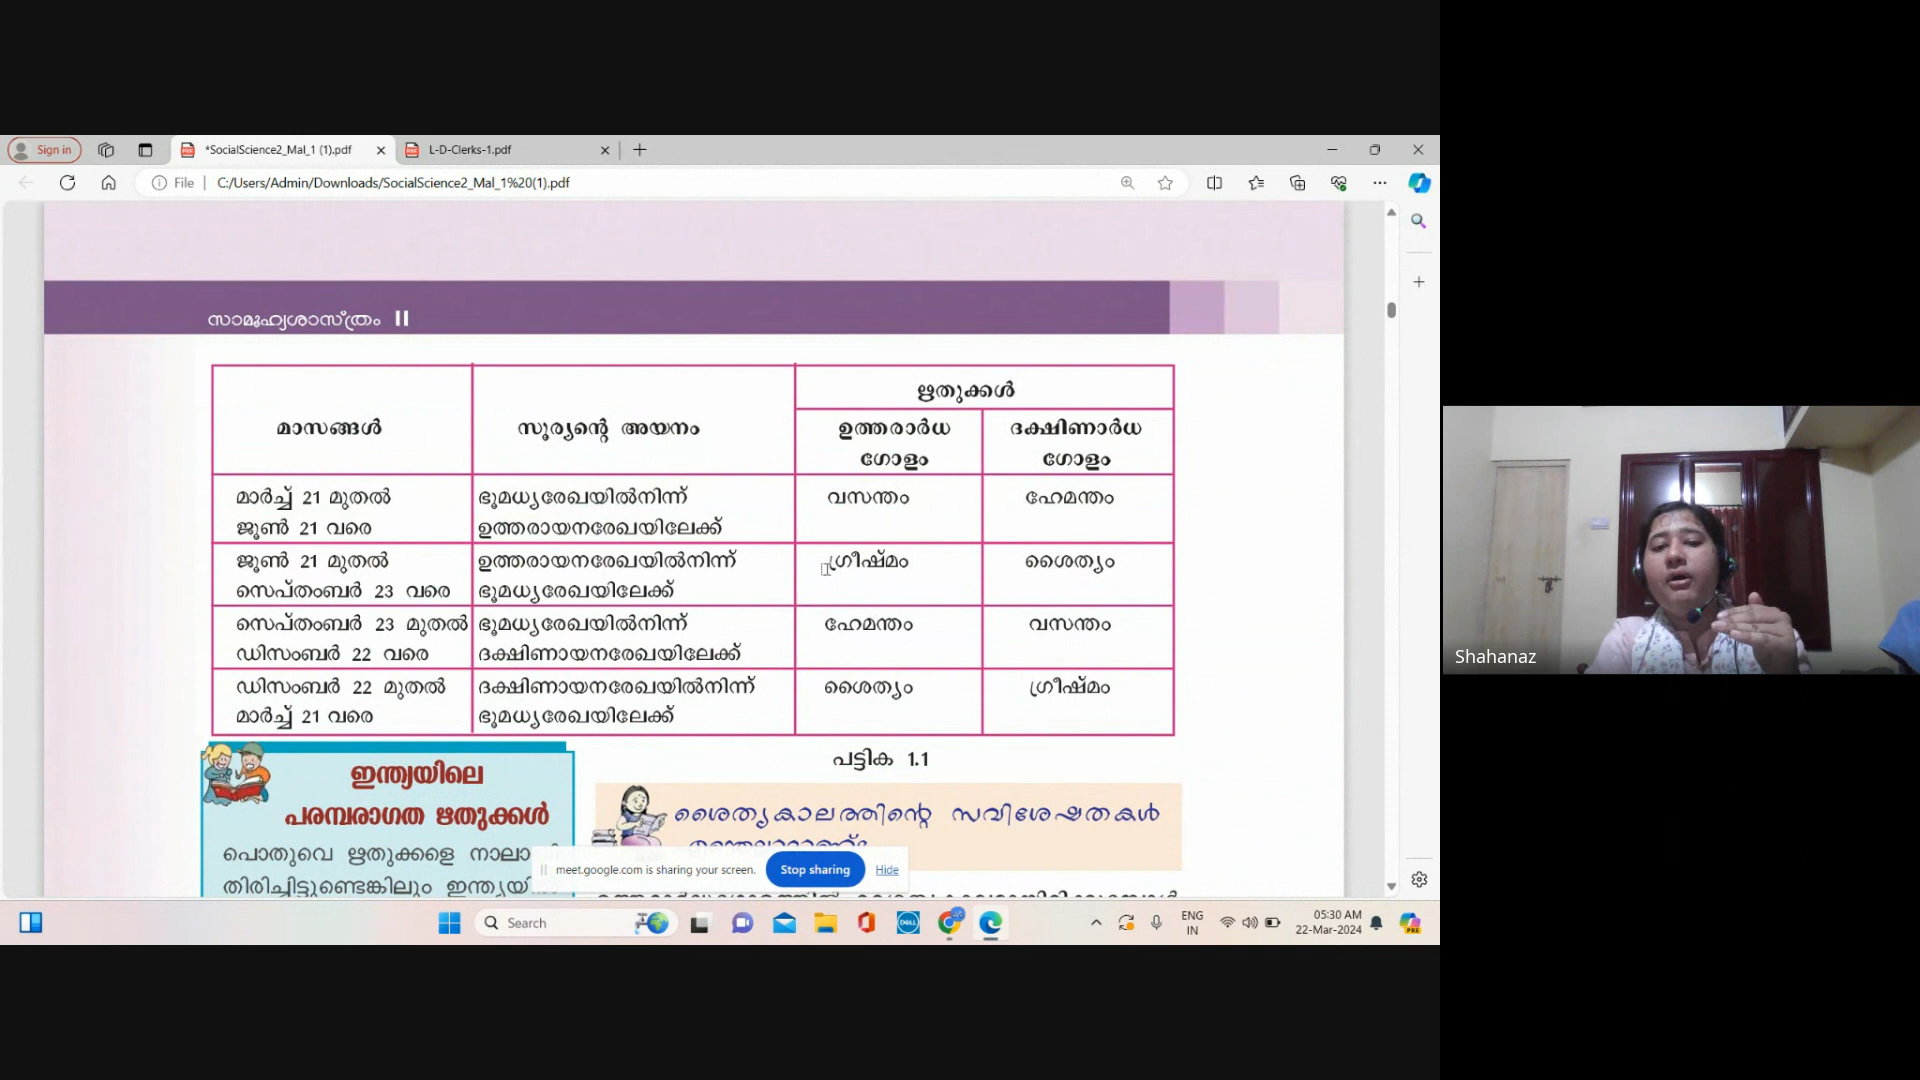 Sign in
*SocialScience2_Mal_1 (1).pdf
L-D-Clerks-1.pdf
File
C:/Users/Admin/Downloads/SocialScience2_Mal_1%20(1).pdf
സാമൂഹ്യശാസ്ത്രം II
മാസങ്ങൾ
സൂര്യന്റെ അയനം
ഋതുക്കൾ
ഉത്തരാർധ
ഗോളം
ദക്ഷിണാർധ
ഗോളം
മാർച്ച് 21 മുതൽ
ജൂൺ 21 വരെ
ഭൂമധ്യരേഖയിൽനിന്ന്
ഉത്തരായനരേഖയിലേക്ക്
വസന്തം
ഹേമന്തം
ജൂൺ 21 മുതൽ
സെപ്തംബർ 23 വരെ
ഉത്തരായനരേഖയിൽനിന്ന്
ഭൂമധ്യരേഖയിലേക്ക്
ഗ്രീഷ്മം
ശൈത്യം
സെപ്തംബർ 23 മുതൽ
ഡിസംബർ 22 വരെ
ഭൂമധ്യരേഖയിൽനിന്ന്
ദക്ഷിണായനരേഖയിലേക്ക്
ഹേമന്തം
വസന്തം
ഡിസംബർ 22 മുതൽ
മാർച്ച് 21 വരെ
ദക്ഷിണായനരേഖയിൽനിന്ന്
ഭൂമധ്യരേഖയിലേക്ക്
ശൈത്യം
ഗ്രീഷ്മം
പട്ടിക 1.1
ഇന്ത്യയിലെ
പരമ്പരാഗത ഋതുക്കൾ
പൊതുവെ ഋതുക്കളെ
തിരിച്ചിട്ടുണ്ടെങ്കിലും
ശൈത്യകാലത്തിന്റെ സവിശേഷതകൾ
meet.google.com is sharing your screen.
Stop sharing
Hide
Search
ENG
IN
05:30 AM
22-Mar-2024
PRE
DELL
Shahanaz